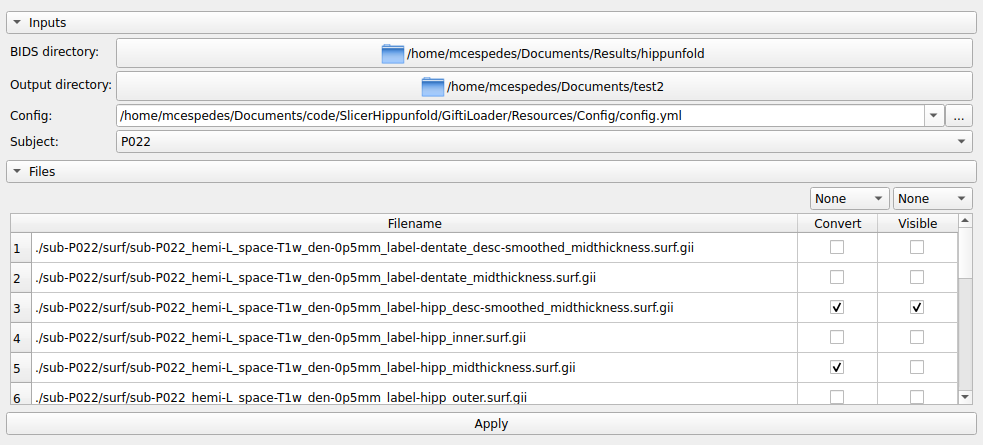 Inputs
BIDS directory: /home/mcespedes/Documents/Results/hippunfold
Output directory: /home/mcespedes/Documents/test2
Config: /home/mcespedes/Documents/code/SlicerHippunfold/GiftiLoader/Resources/Config/config.yml ...
Subject: P022
Files
None None
Filename Convert Visible
1 ./sub-P022/surf/sub-P022_hemi-L_space-T1w_den-0p5mm_label-dentate_desc-smoothed_midthickness.surf.gii
2 ./sub-P022/surf/sub-P022_hemi-L_space-T1w_den-0p5mm_label-dentate_midthickness.surf.gii
3 ./sub-P022/surf/sub-P022_hemi-L_space-T1w_den-0p5mm_label-hipp_desc-smoothed_midthickness.surf.gii
4 ./sub-P022/surf/sub-P022_hemi-L_space-T1w_den-0p5mm_label-hipp_inner.surf.gii
5 ./sub-P022/surf/sub-P022_hemi-L_space-T1w_den-0p5mm_label-hipp_midthickness.surf.gii
6 ./sub-P022/surf/sub-P022_hemi-L_space-T1w_den-0p5mm_label-hipp_outer.surf.gii
Apply